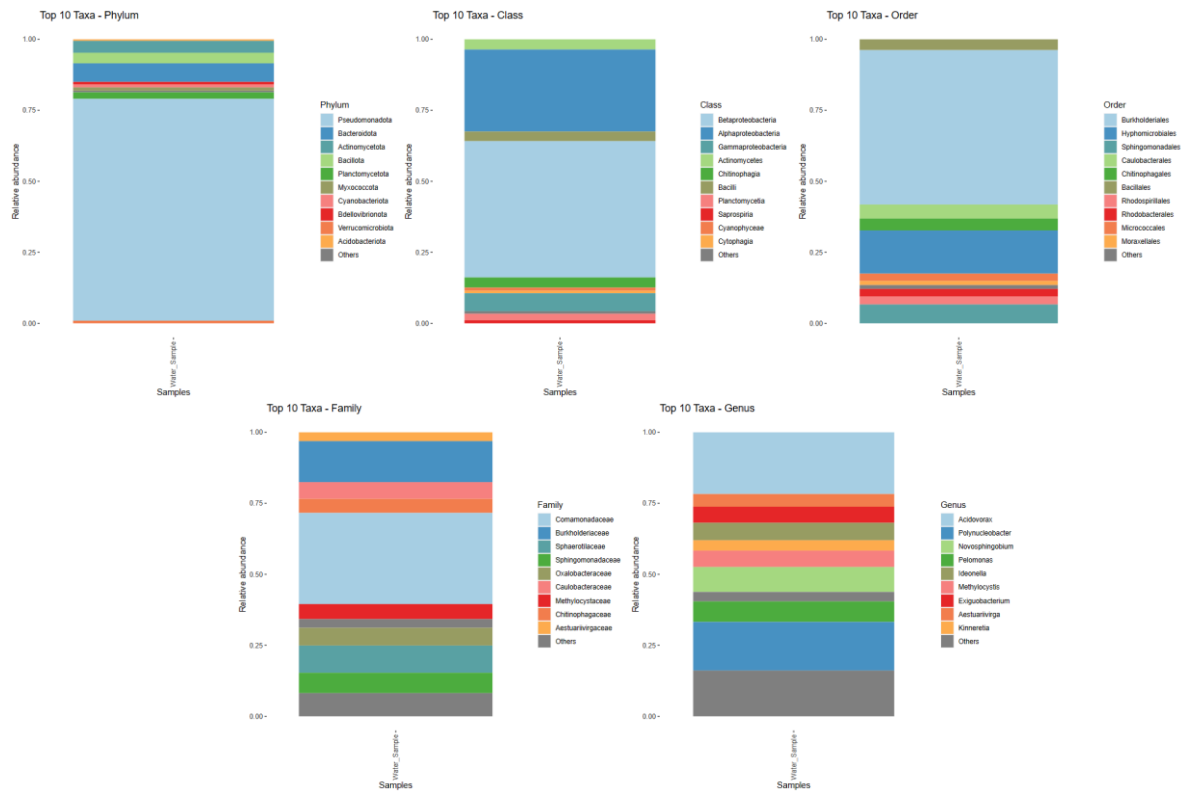 Top 10 Taxa - Phylum
1.00-
0.75-
0.50-
0.25-
0.00-
Relative abundance
Water_Sample-
Samples
Phylum
Pseudomonadota
Bacteroidota
Actinomycetota
Bacillota
Planctomycetota
Myxococcota
Cyanobacteriota
Bdellovibrionota
Verrucomicrobiota
Acidobacteriota
Others
Top 10 Taxa - Class
1.00-
0.75-
0.50-
0.25-
0.00-
Relative abundance
Water_Sample-
Samples
Class
Betaproteobacteria
Alphaproteobacteria
Gammaproteobacteria
Actinomycetes
Chitinophagia
Bacilli
Planctomycetia
Saprospiria
Cyanophyceae
Cytophagia
Others
Top 10 Taxa - Order
1.00-
0.75-
0.50-
0.25-
0.00-
Relative abundance
Water_Sample-
Samples
Order
Burkholderiales
Hyphomicrobiales
Sphingomonadales
Caulobacterales
Chitinophagales
Bacillales
Rhodospirillales
Rhodobacterales
Micrococcales
Moraxellales
Others
Top 10 Taxa - Family
1.00-
0.75-
0.50-
0.25-
0.00-
Relative abundance
Water_Sample-
Samples
Family
Comamonadaceae
Burkholderiaceae
Sphaerotilaceae
Sphingomonadaceae
Oxalobacteraceae
Caulobacteraceae
Methylocystaceae
Chitinophagaceae
Aestuariivirgaceae
Others
Top 10 Taxa - Genus
1.00-
0.75-
0.50-
0.25-
0.00-
Relative abundance
Water_Sample-
Samples
Genus
Acidovorax
Polynucleobacter
Novosphingobium
Pelomonas
Ideonella
Methylocystis
Exiguobacterium
Aestuariivirga
Kinneretia
Others